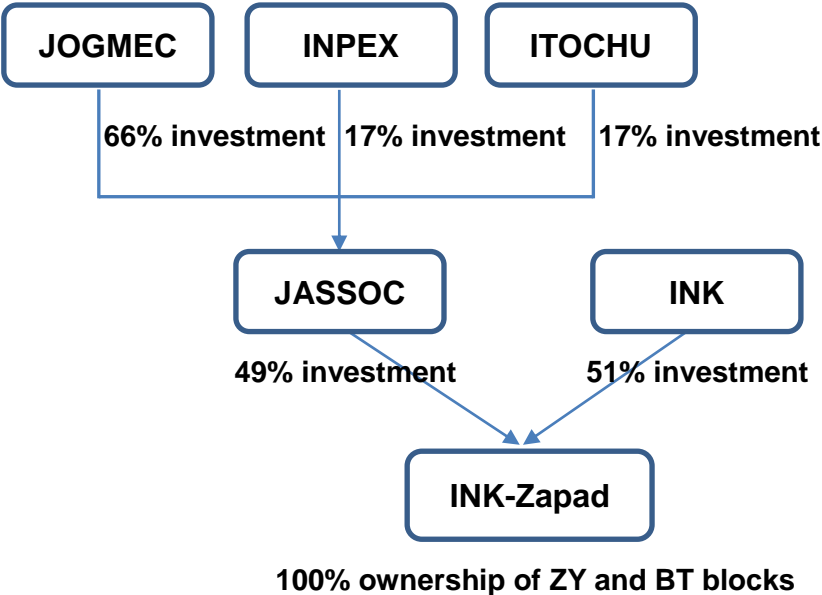 JOGMEC INPEX ITOCHU
66% investment 17% investment 17% investment
JASSOC INK
49% investment 51% investment
INK-Zapad
100% ownership of ZY and BT blocks